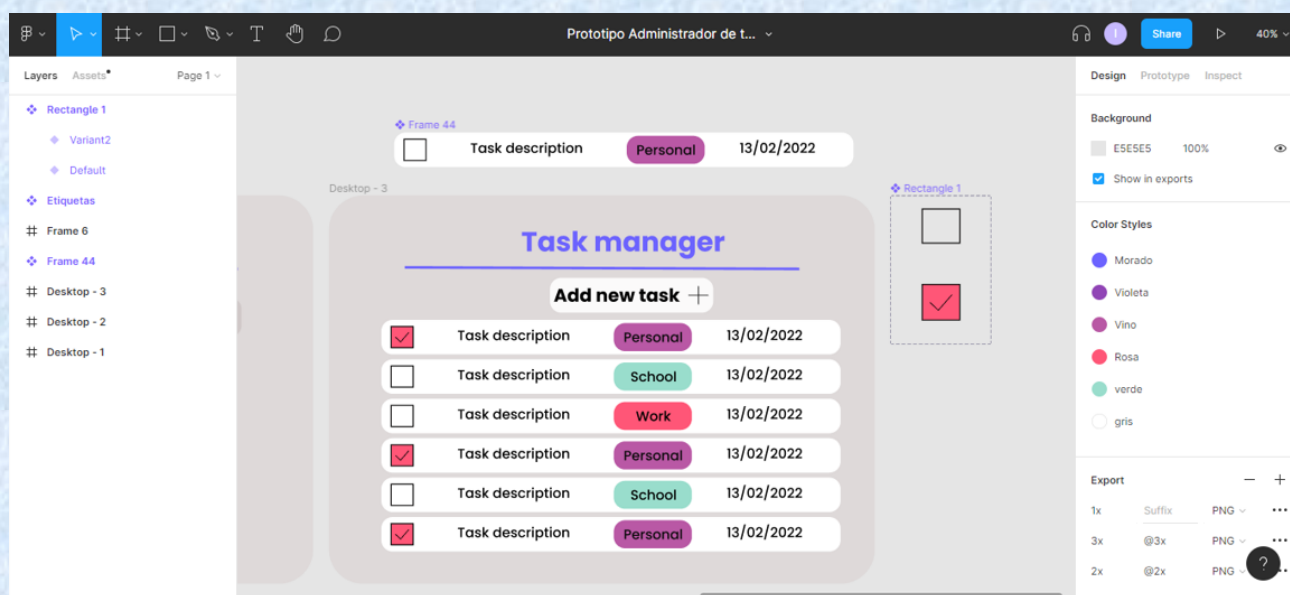 Prototipo Administrador de t...
I
Share
40%
Layers
Assets
Page 1
Rectangle 1
Variant2
Default
Etiquetas
Frame 6
Frame 44
Desktop - 3
Desktop - 2
Desktop - 1
Frame 44
Task description Personal 13/02/2022
Desktop - 3
Task manager
Add new task
Task description Personal 13/02/2022
Task description School 13/02/2022
Task description Work 13/02/2022
Task description Personal 13/02/2022
Task description School 13/02/2022
Task description Personal 13/02/2022
Rectangle 1
Design Prototype Inspect
Background
E5E5E5 100%
Show in exports
Color Styles
Morado
Violeta
Vino
Rosa
verde
gris
Export
1x Suffix PNG
3x @3x PNG
2x @2x PNG
?